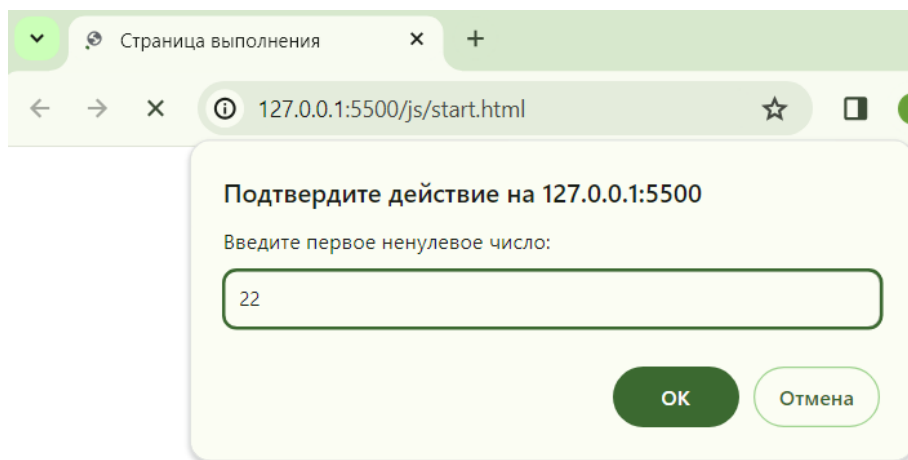 Страница выполнения
127.0.0.1:5500/js/start.html
Подтвердите действие на 127.0.0.1:5500
Введите первое ненулевое число:
22
ОК Отмена